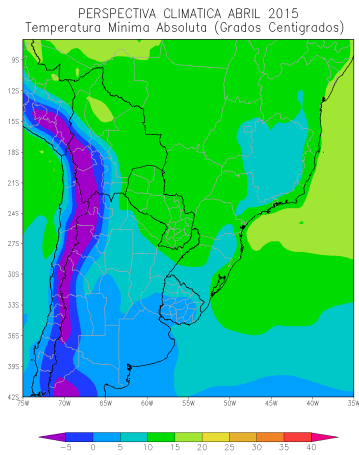 PERSPECTIVA CLIMATICA ABRIL 2015
Temperatura Minima Absoluta (Grados Centigrados)
9S
12S
15S
18S
21S
24S
27S
30S
33S
36S
39S
42S
75W 70W 65W 60W 55W 50W 45W 40W 35W
-5 0 5 10 15 20 25 30 35 40